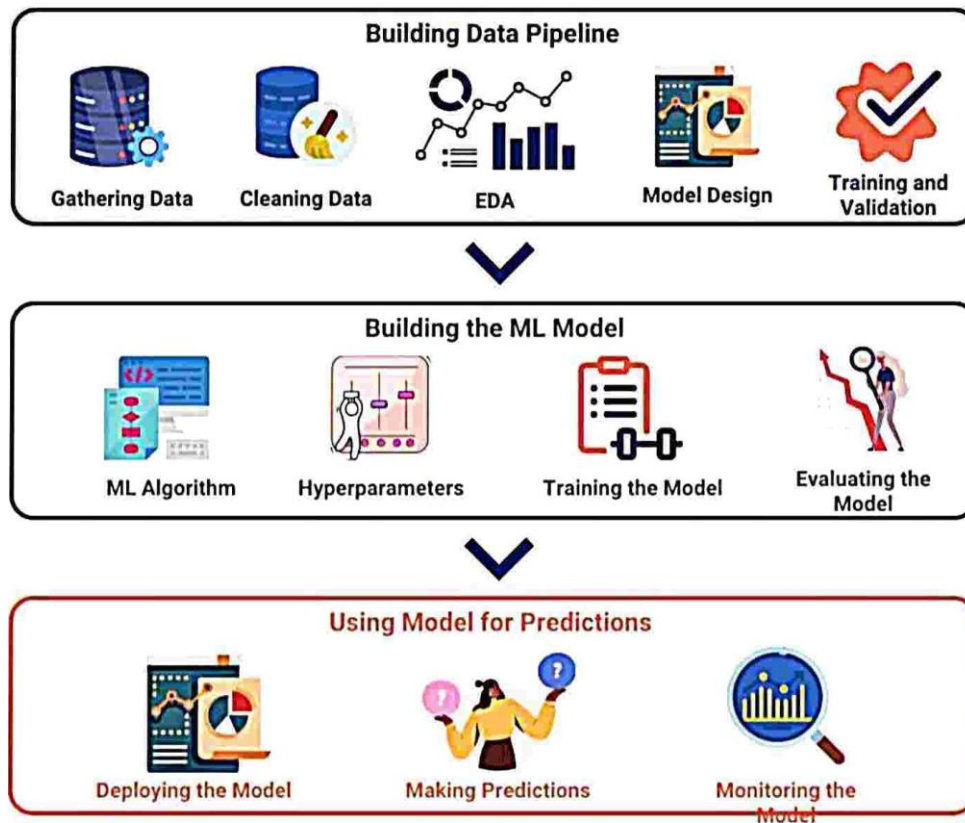 Building Data Pipeline
Gathering Data
Cleaning Data
EDA
Model Design
Training and
Validation
Building the ML Model
</>
ML Algorithm
Hyperparameters
Training the Model
Evaluating the
Model
Using Model for Predictions
?
?
Deploying the Model
Making Predictions
Monitoring the
Model